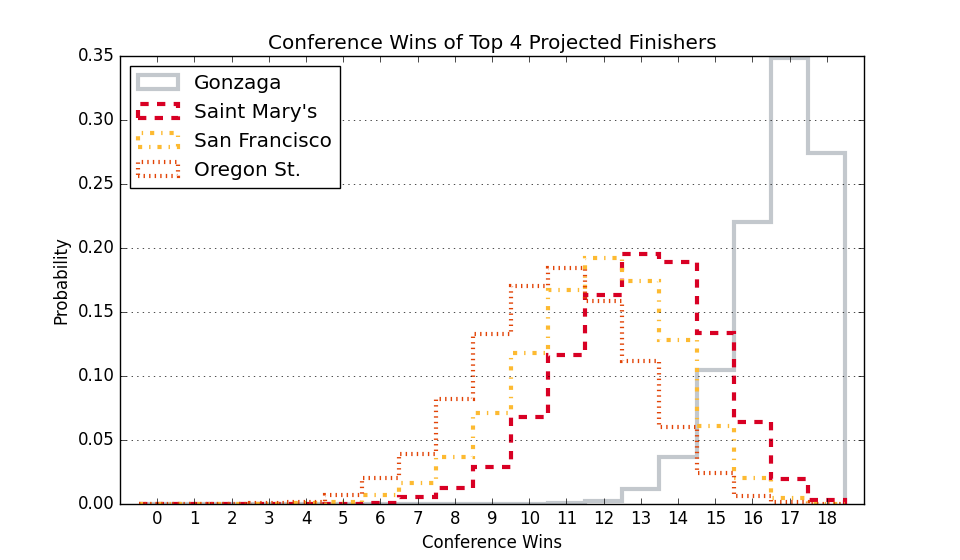 Conference Wins of Top 4 Projected Finishers
0.35
0.30
0.25
0.20
0.15
0.10
0.05
0.00
Probability
Gonzaga
Saint Mary's
San Francisco
Oregon St.
0 1 2 3 4 5 6 7 8 9 10 11 12 13 14 15 16 17 18
Conference Wins